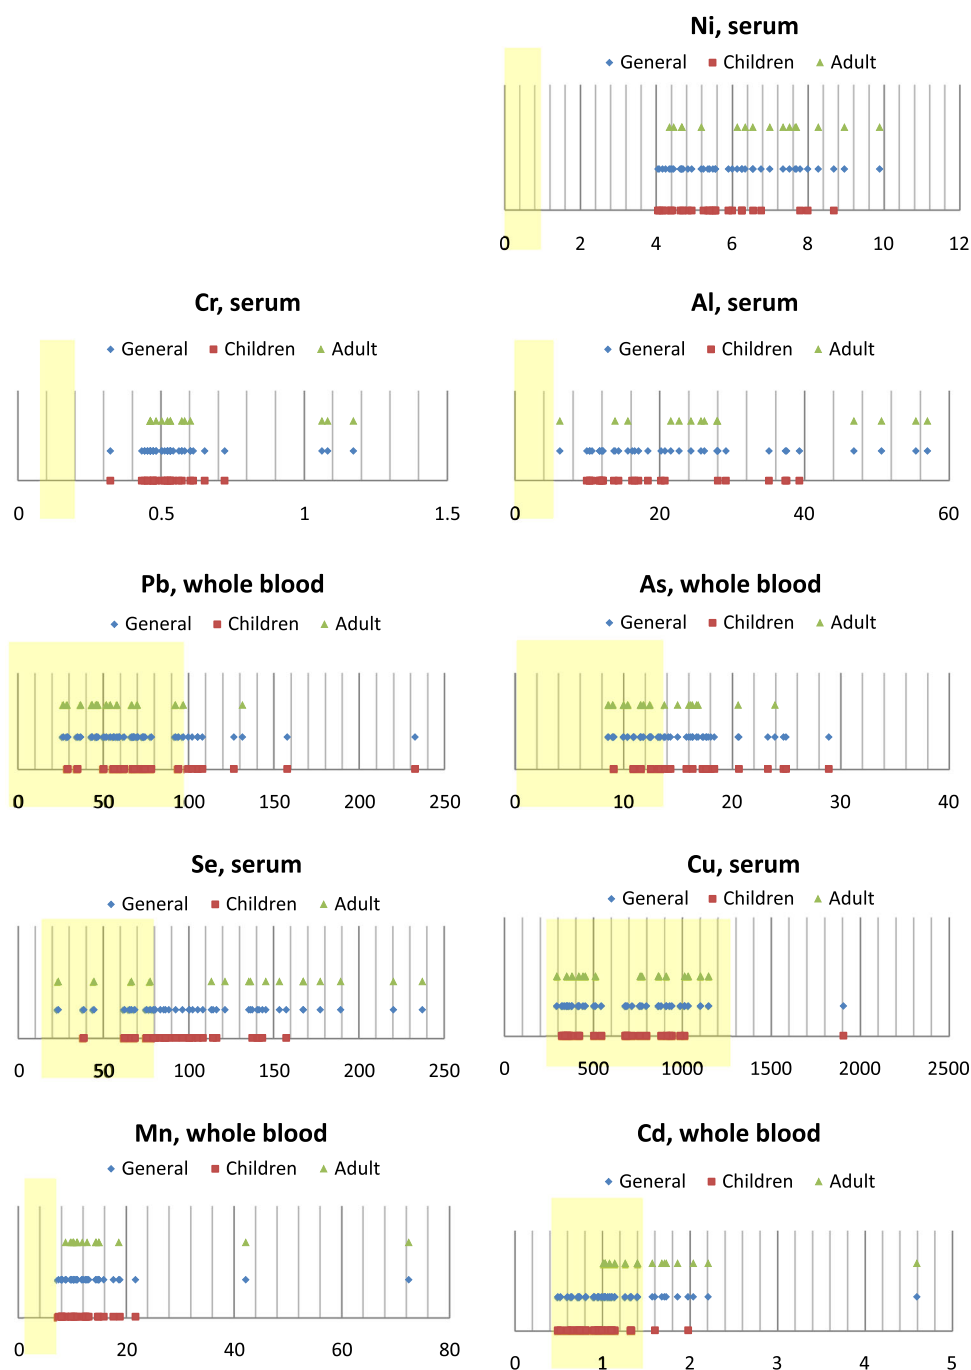 Ni, serum
General Children Adult
0 2 4 6 8 10 12
Cr, serum
General Children Adult
0 0.5 1 1.5
Al, serum
General Children Adult
0 20 40 60
Pb, whole blood
General Children Adult
0 50 100 150 200 250
As, whole blood
General Children Adult
0 10 20 30 40
Se, serum
General Children Adult
0 50 100 150 200 250
Cu, serum
General Children Adult
0 500 1000 1500 2000 2500
Mn, whole blood
General Children Adult
0 20 40 60 80
Cd, whole blood
General Children Adult
0 1 2 3 4 5